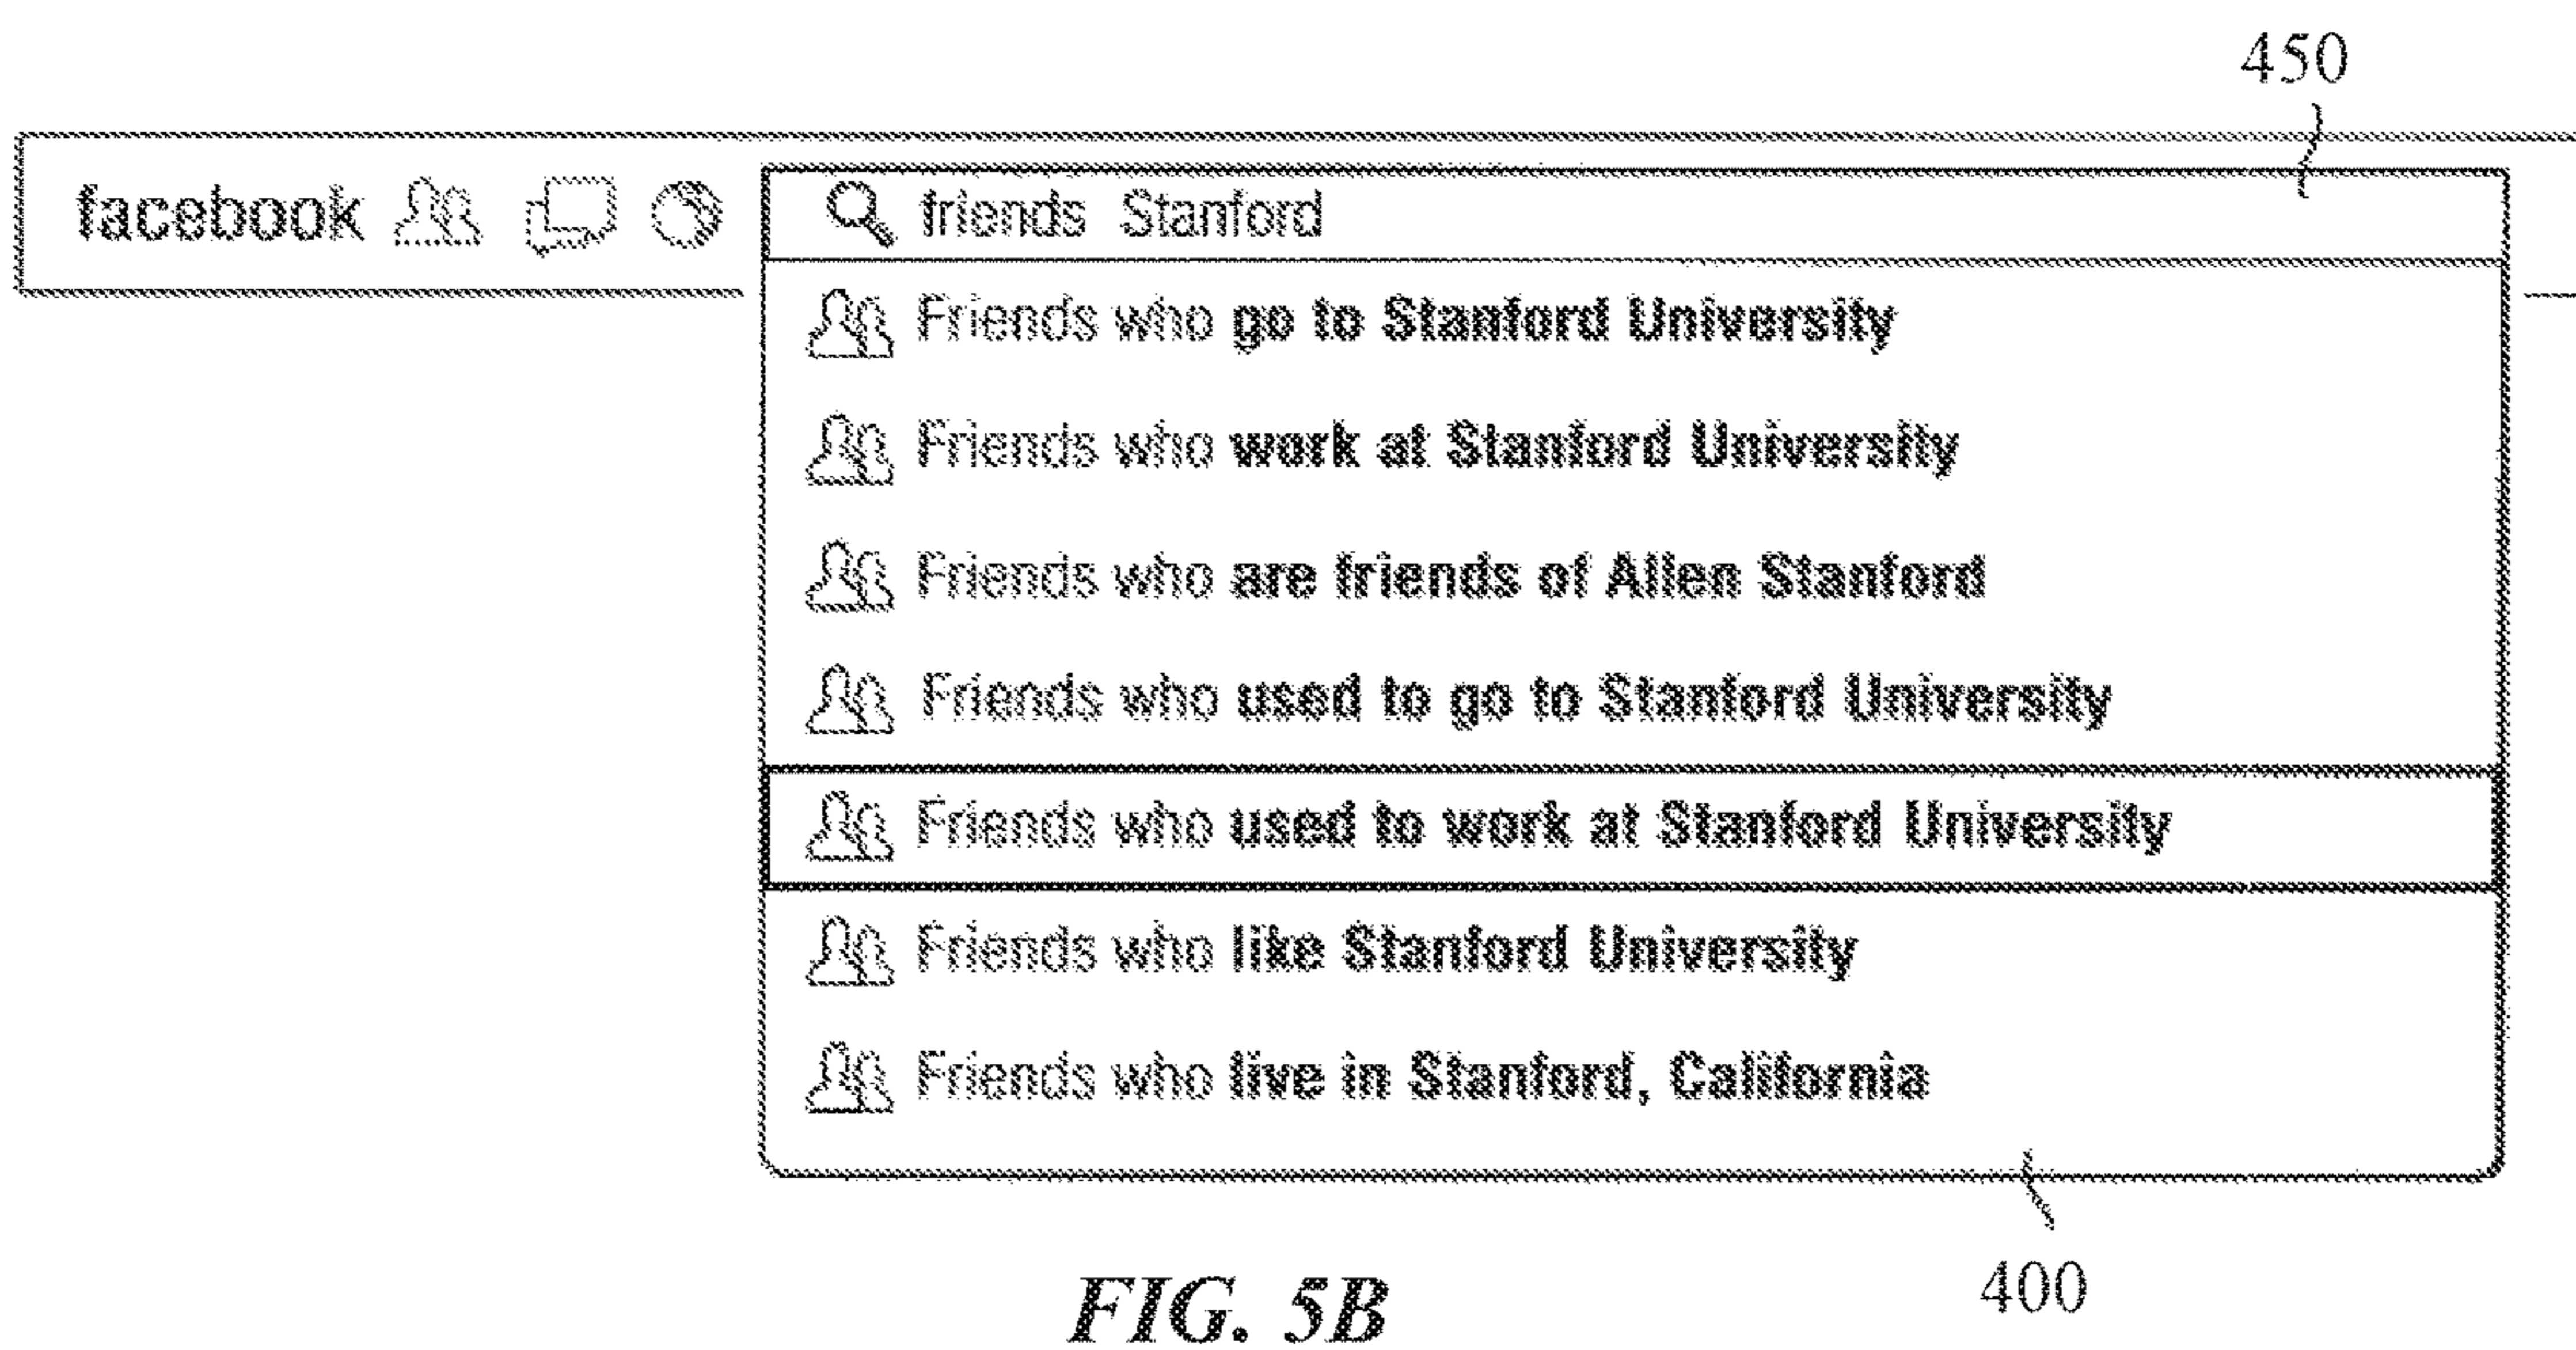 450
facebook friends Stanford
Friends who go to Stanford University
Friends who work at Stanford University
Friends who are friends of Allen Stanford
Friends who used to go to Stanford University
Friends who used to work at Stanford University
Friends who like Stanford University
Friends who live in Stanford, California
400
FIG. 5B